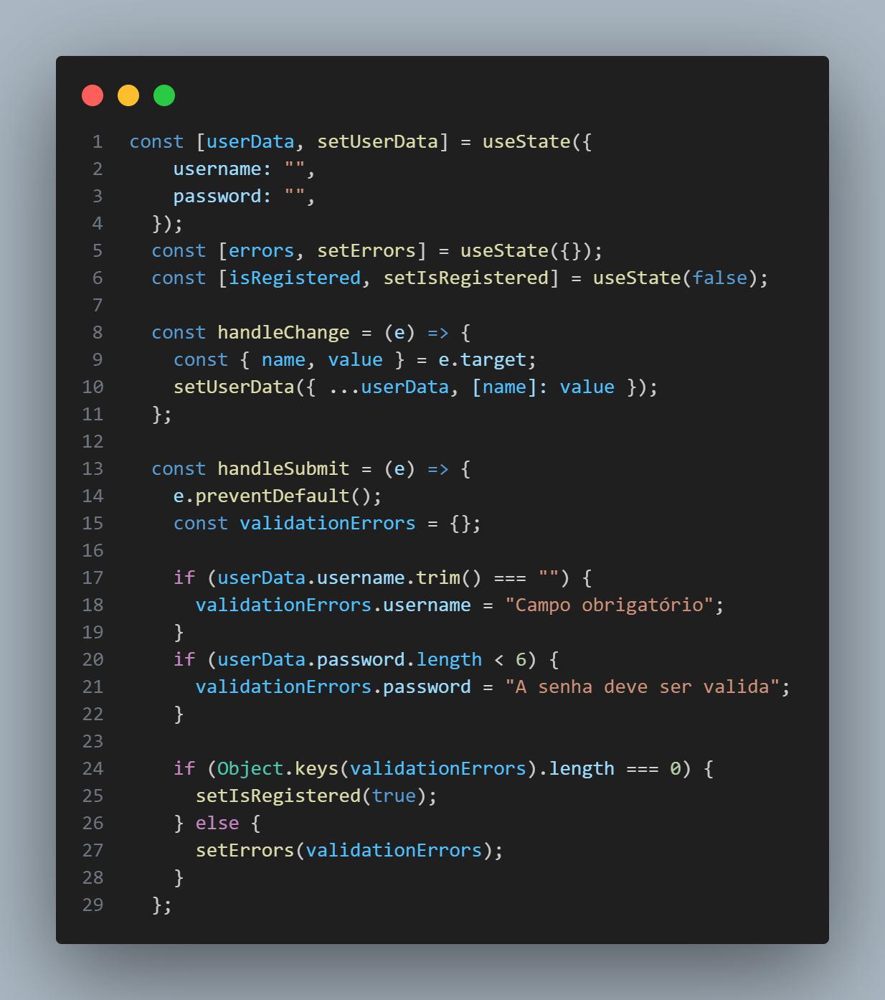 1 const [userData, setUserData] = useState({
2     username: "",
3     password: "",
4   });
5   const [errors, setErrors] = useState({});
6   const [isRegistered, setIsRegistered] = useState(false);
7
8   const handleChange = (e) => {
9     const { name, value } = e.target;
10     setUserData({ ...userData, [name]: value });
11   };
12
13   const handleSubmit = (e) => {
14     e.preventDefault();
15     const validationErrors = {};
16
17     if (userData.username.trim() === "") {
18       validationErrors.username = "Campo obrigatório";
19     }
20     if (userData.password.length < 6) {
21       validationErrors.password = "A senha deve ser valida";
22     }
23
24     if (Object.keys(validationErrors).length === 0) {
25       setIsRegistered(true);
26     } else {
27       setErrors(validationErrors);
28     }
29   };